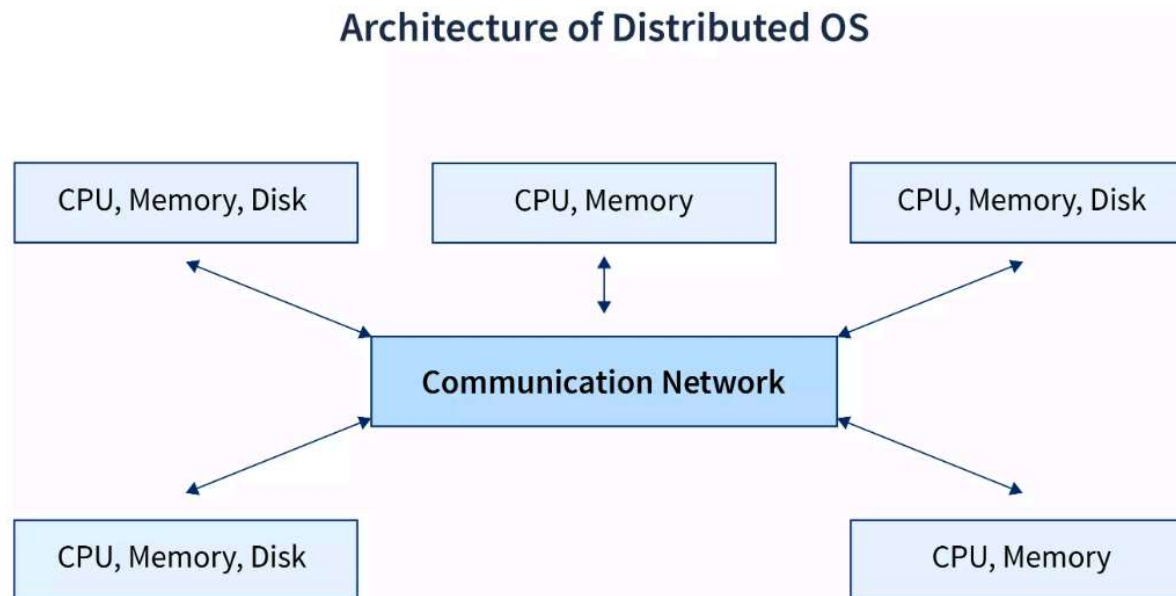 Architecture of Distributed OS
CPU, Memory, Disk
CPU, Memory
CPU, Memory, Disk
Communication Network
CPU, Memory, Disk
CPU, Memory